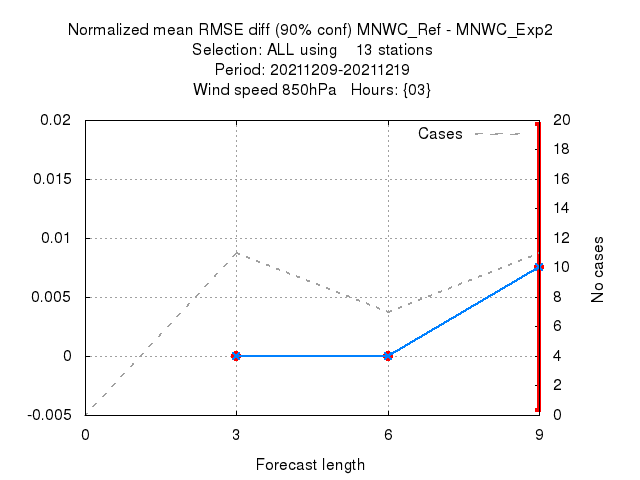 Normalized mean RMSE diff (90% conf) MNWC_Ref - MNWC_Exp2
Selection: ALL using    13 stations
Period: 20211209-20211219
Wind speed 850hPa   Hours: {03}
Cases
0.02
0.015
0.01
0.005
0
-0.005
20
18
16
14
12
10
8
6
4
2
0
No cases
0 3 6 9
Forecast length